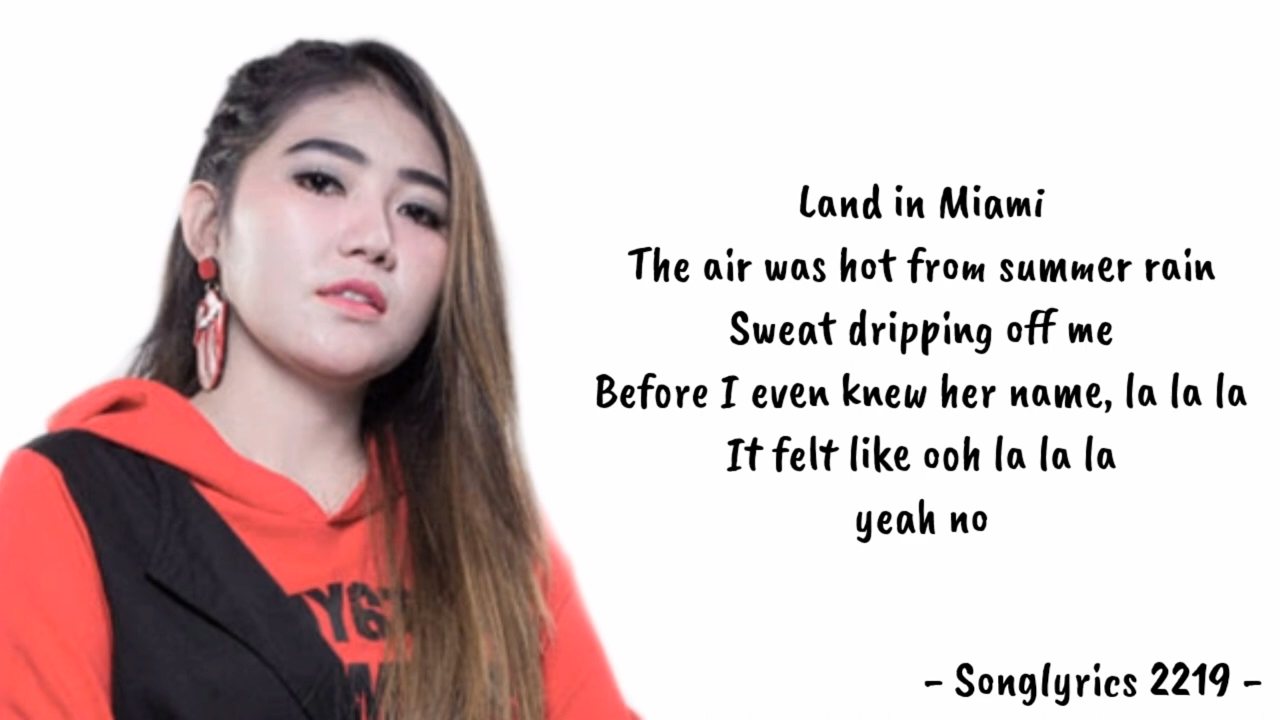 Land in Miami
The air was hot from summer rain
Sweat dripping off me
Before I even knew her name, la la la
It felt like ooh la la la
yeah no
- Songlyrics 2219 -